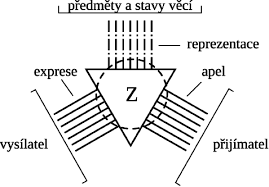 předměty a stavy věcí
reprezentace
exprese
apel
Z
vysílatel
přijímatel